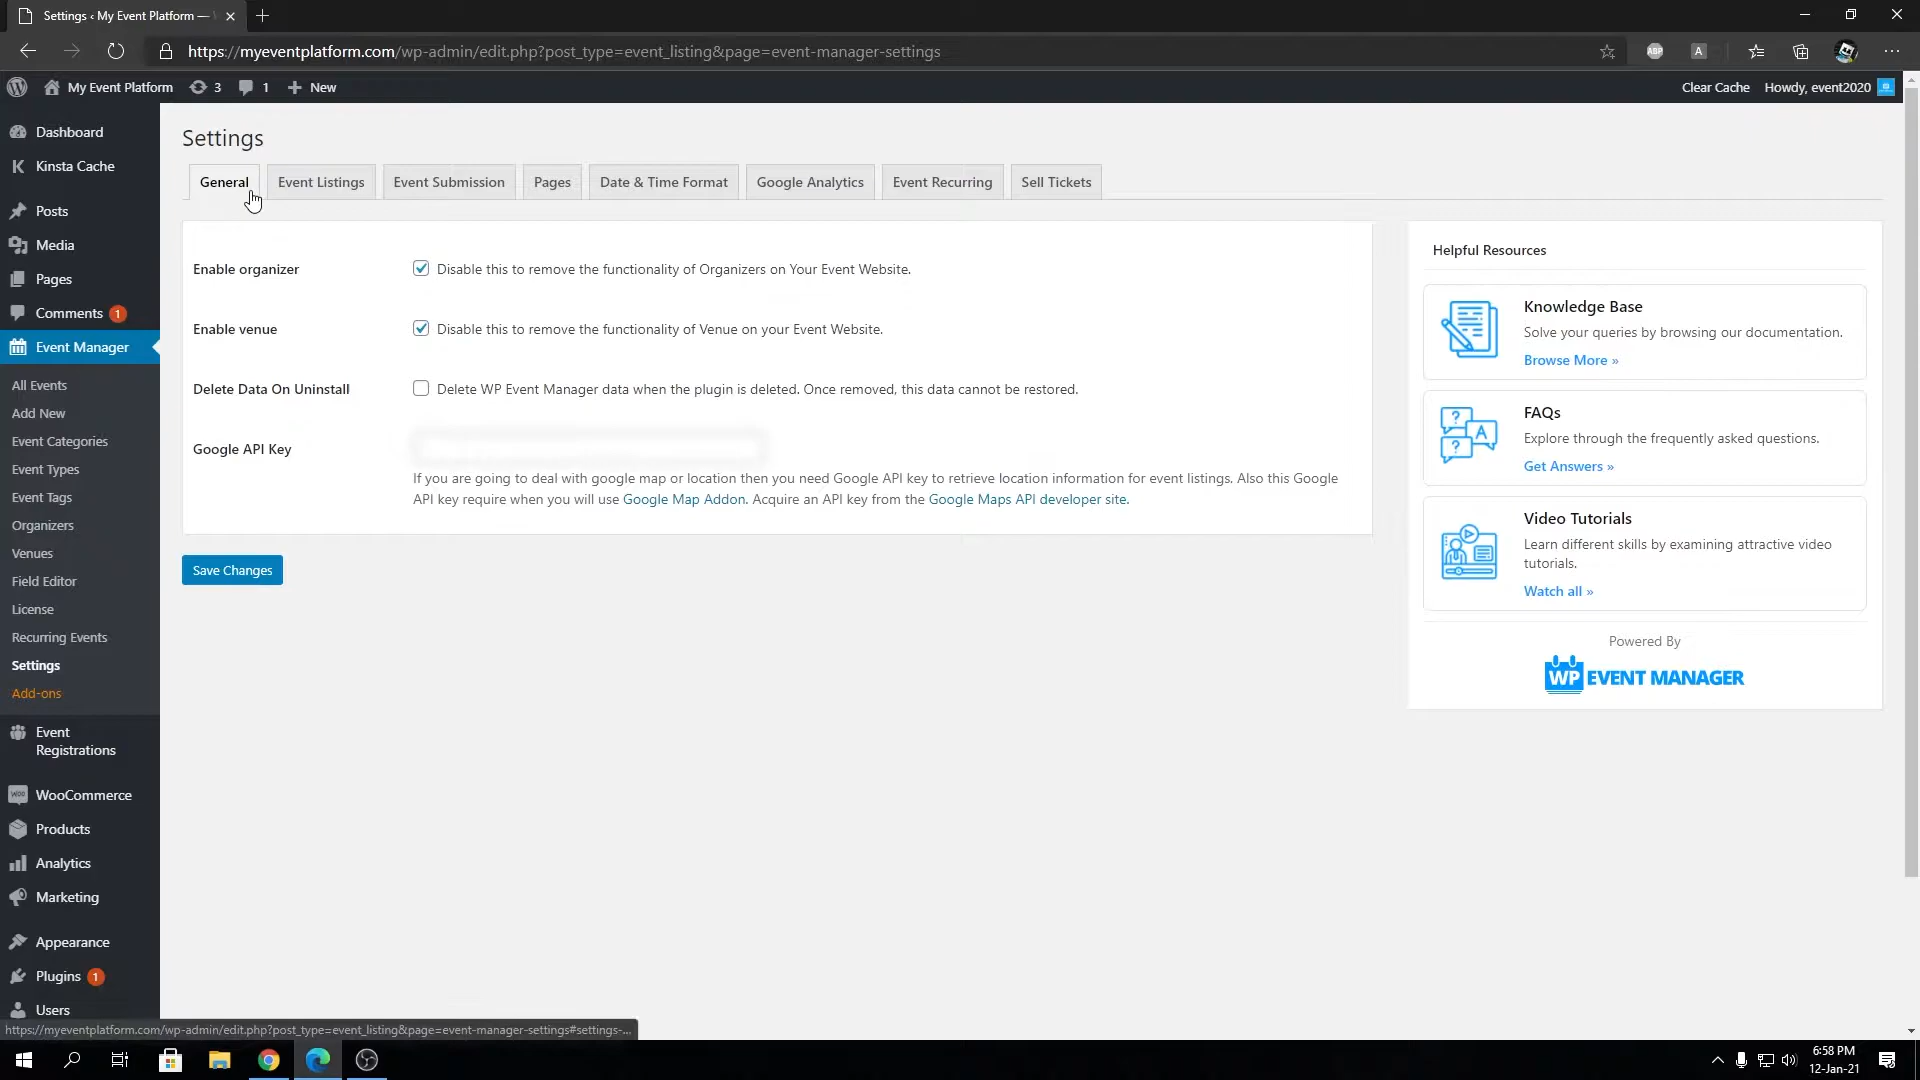 Settings ‹ My Event Platform —
https://myeventplatform.com/wp-admin/edit.php?post_type=event_listing&page=event-manager-settings
ABP
A
My Event Platform
3
1
New
Clear Cache
Howdy, event2020
Dashboard
Kinsta Cache
Posts
Media
Pages
Comments 1
Event Manager
All Events
Add New
Event Categories
Event Types
Event Tags
Organizers
Venues
Field Editor
License
Recurring Events
Settings
Add-ons
Event
Registrations
WooCommerce
Products
Analytics
Marketing
Appearance
Plugins 1
Users
Settings
General
Event Listings
Event Submission
Pages
Date & Time Format
Google Analytics
Event Recurring
Sell Tickets
Enable organizer
Disable this to remove the functionality of Organizers on Your Event Website.
Enable venue
Disable this to remove the functionality of Venue on your Event Website.
Delete Data On Uninstall
Delete WP Event Manager data when the plugin is deleted. Once removed, this data cannot be restored.
Google API Key
If you are going to deal with google map or location then you need Google API key to retrieve location information for event listings. Also this Google
API key require when you will use Google Map Addon. Acquire an API key from the Google Maps API developer site.
Save Changes
Helpful Resources
Knowledge Base
Solve your queries by browsing our documentation.
Browse More »
FAQs
Explore through the frequently asked questions.
Get Answers »
Video Tutorials
Learn different skills by examining attractive video
tutorials.
Watch all »
Powered By
WP EVENT MANAGER
https://myeventplatform.com/wp-admin/edit.php?post_type=event_listing&page=event-manager-settings#settings-...
6:58 PM
12-Jan-21